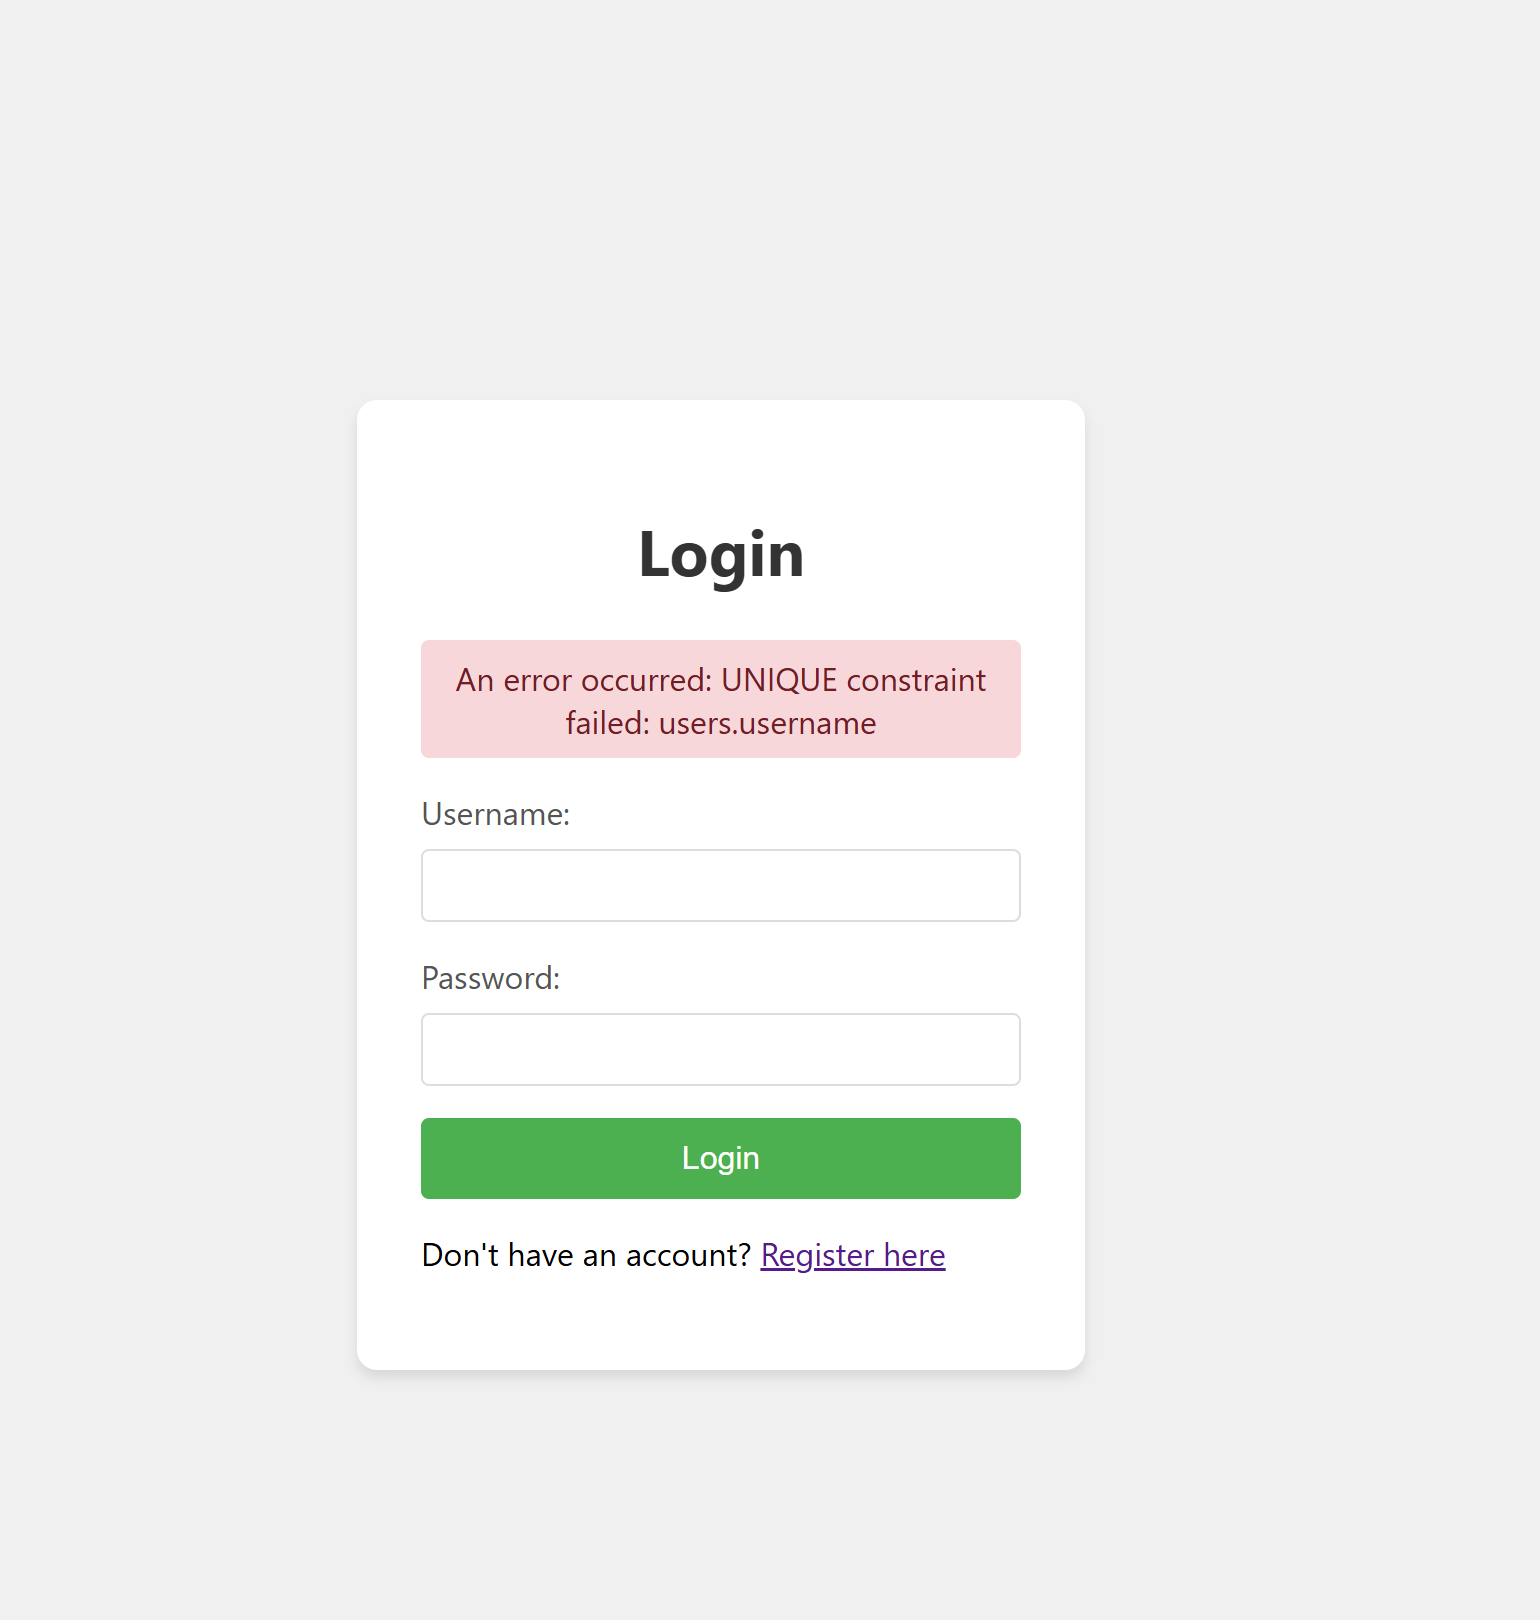 Login
An error occurred: UNIQUE constraint
failed: users.username
Username:
Password:
Login
Don't have an account? Register here